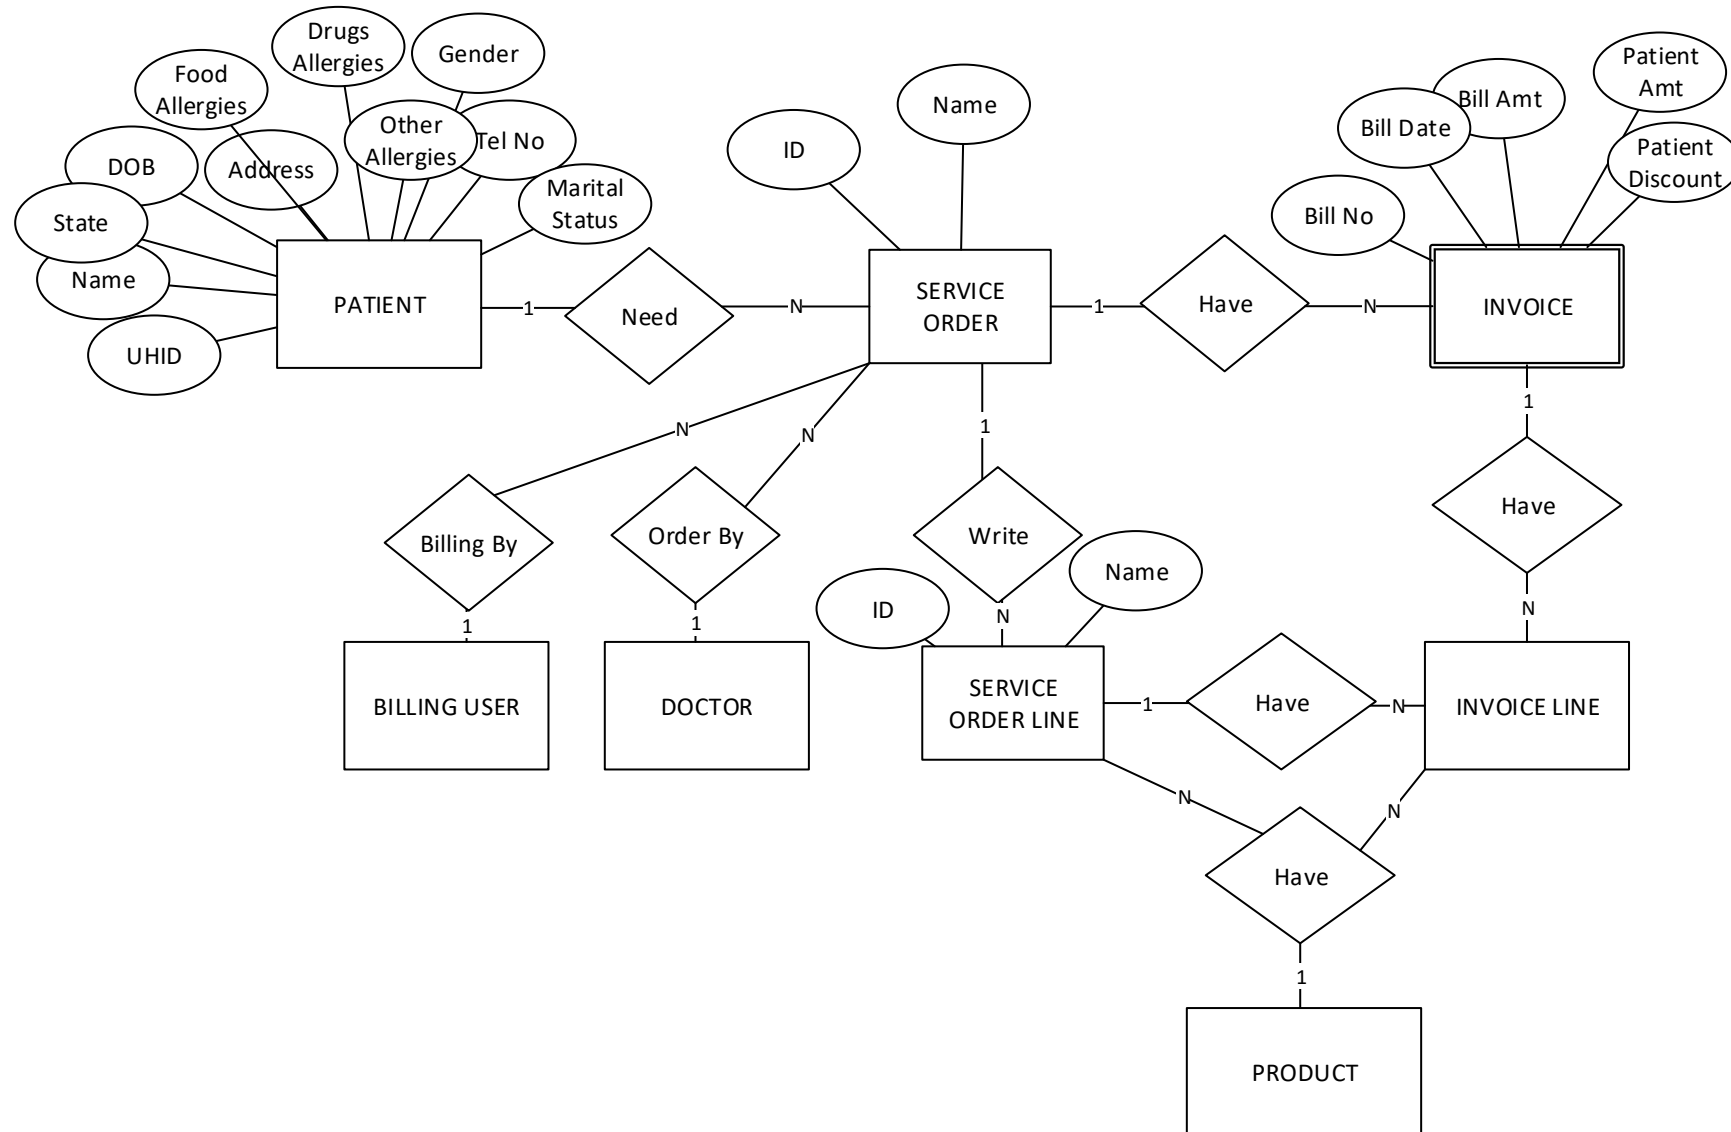 Drugs
Allergies
Gender
Food
Allergies
Other
Allergies
Tel No
DOB
Address
Marital
Status
State
Name
UHID
PATIENT
1
Need
N
ID
Name
SERVICE
ORDER
1
Have
N
Patient
Amt
Bill Amt
Bill Date
Patient
Discount
Bill No
INVOICE
N
N
1
1
Billing By
Order By
Write
Have
1
1
N
N
ID
Name
BILLING USER
DOCTOR
SERVICE
ORDER LINE
1
Have
N
INVOICE LINE
N
N
Have
1
PRODUCT